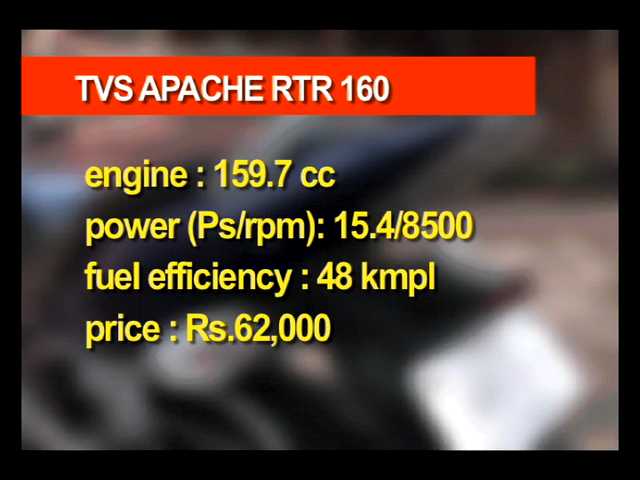 TVS APACHE RTR 160
engine : 159.7 cc
power (Ps/rpm): 15.4/8500
fuel efficiency : 48 kmpl
price : Rs.62,000